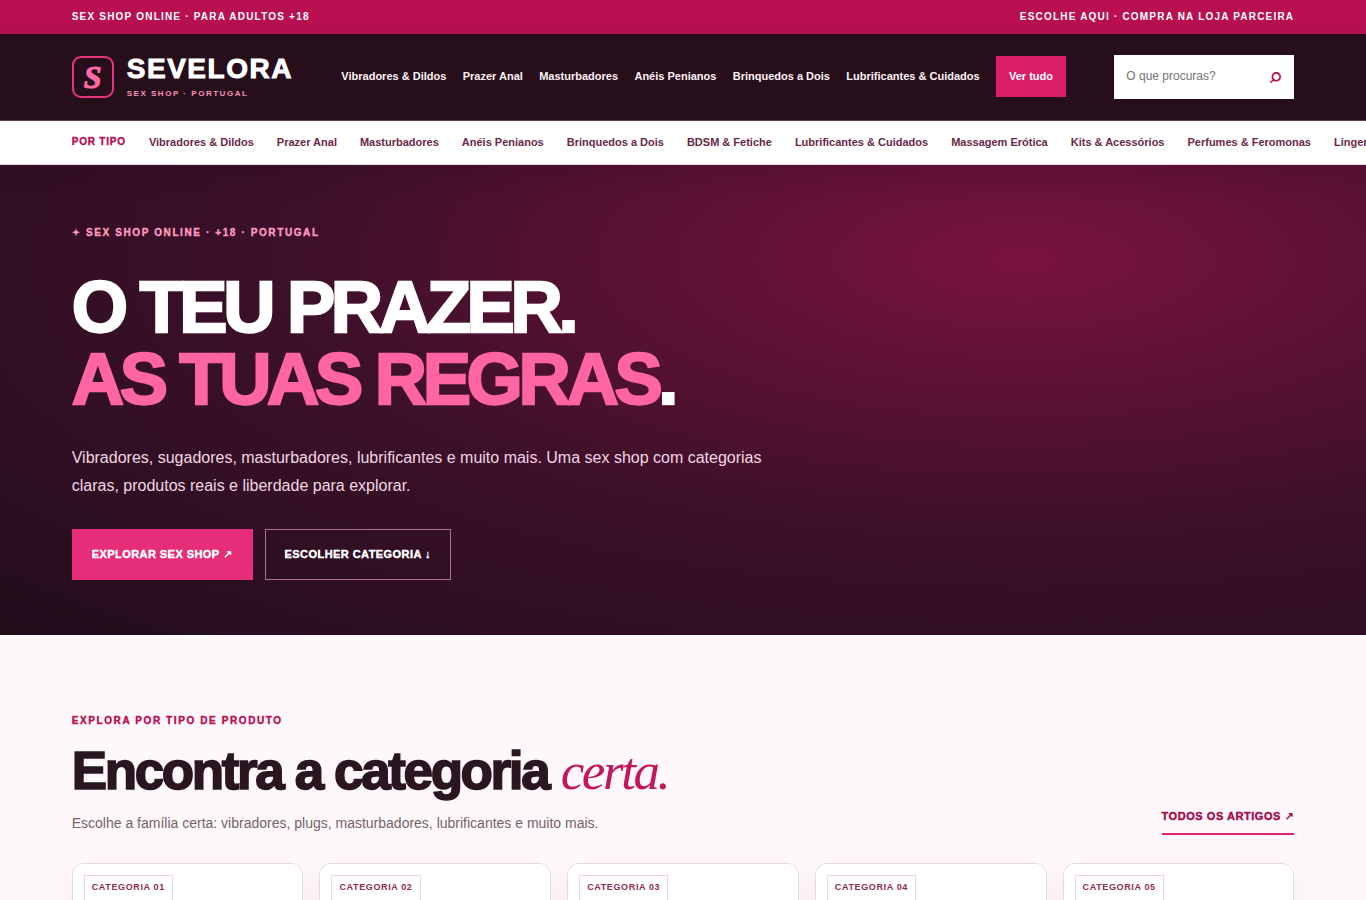 SEX SHOP ONLINE · PARA ADULTOS +18
ESCOLHE AQUI · COMPRA NA LOJA PARCEIRA
S
SEVELORA
SEX SHOP · PORTUGAL
Vibradores & Dildos
Prazer Anal
Masturbadores
Anéis Penianos
Brinquedos a Dois
Lubrificantes & Cuidados
Ver tudo
O que procuras?
POR TIPO
Vibradores & Dildos
Prazer Anal
Masturbadores
Anéis Penianos
Brinquedos a Dois
BDSM & Fetiche
Lubrificantes & Cuidados
Massagem Erótica
Kits & Acessórios
Perfumes & Feromonas
✦ SEX SHOP ONLINE · +18 · PORTUGAL
O TEU PRAZER.
AS TUAS REGRAS.
Vibradores, sugadores, masturbadores, lubrificantes e muito mais. Uma sex shop com categorias
claras, produtos reais e liberdade para explorar.
EXPLORAR SEX SHOP ↗
ESCOLHER CATEGORIA ↓
EXPLORA POR TIPO DE PRODUTO
Encontra a categoria certa.
Escolhe a família certa: vibradores, plugs, masturbadores, lubrificantes e muito mais.
TODOS OS ARTIGOS ↗
CATEGORIA 01
CATEGORIA 02
CATEGORIA 03
CATEGORIA 04
CATEGORIA 05